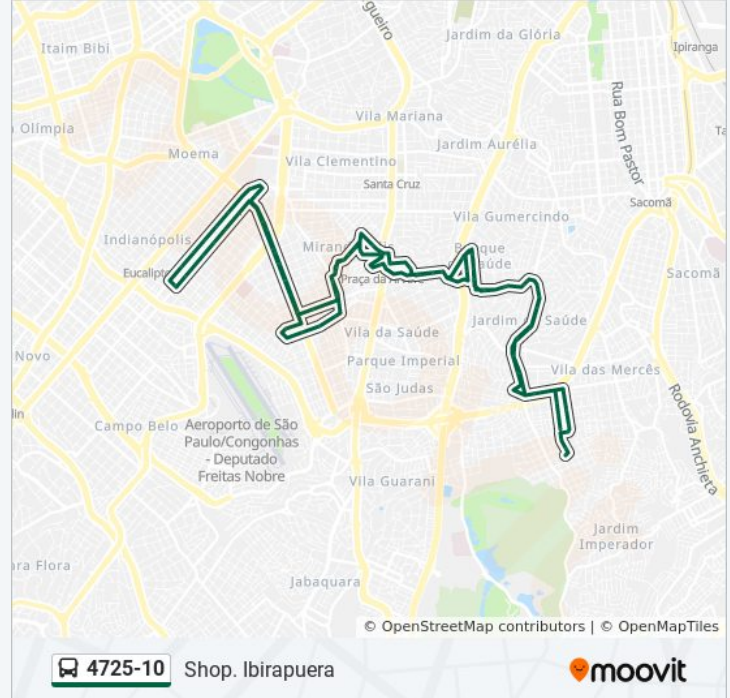 gueiro
Jardim da Glória
Itaim Bibi
Ipiranga
Rua Bom Pastor
Vila Mariana
Olímpia
Jardim Aurélia
Moema
Vila Clementino
Santa Cruz
Sacomã
Vila Gumercindo
Indianópolis
Eucalipto
Praça da
Sacomã
Jardim
Saúde
Vila da Saúde
Novo
Parque Imperial
Vila das Mercês
São Judas
Rodovia Anchieta
Campo Belo
Aeroporto de São
Paulo/Congonhas
- Deputado
Freitas Nobre
Vila Guarani
Jardim
Imperador
ara Flora
Jabaquara
© OpenStreetMap contributors | © OpenMapTiles
4725-10 Shop. Ibirapuera
moovit